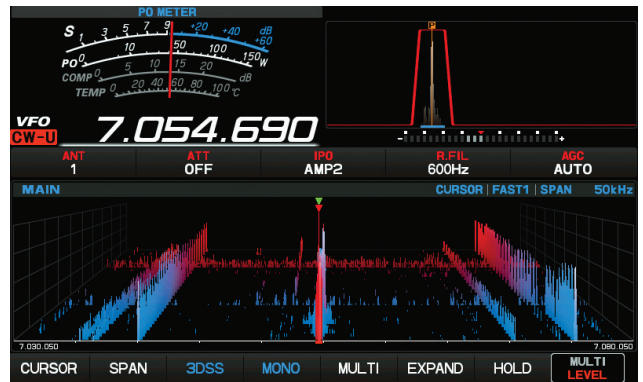 PO METER
S 1 3 5 7 9 +20 +40 +60 dB
PO 0 10 50 100 150 W
COMP 0 5 10 15 20 dB
TEMP 0 20 40 60 80 100 °C
P
VFO
CW-U 7.054.690
- +
ANT ATT IPO R.FIL AGC
1 OFF AMP2 600Hz AUTO
MAIN CURSOR | FAST1 | SPAN 50kHz
7.030.050 7.080.050
CURSOR SPAN 3DSS MONO MULTI EXPAND HOLD MULTI
LEVEL